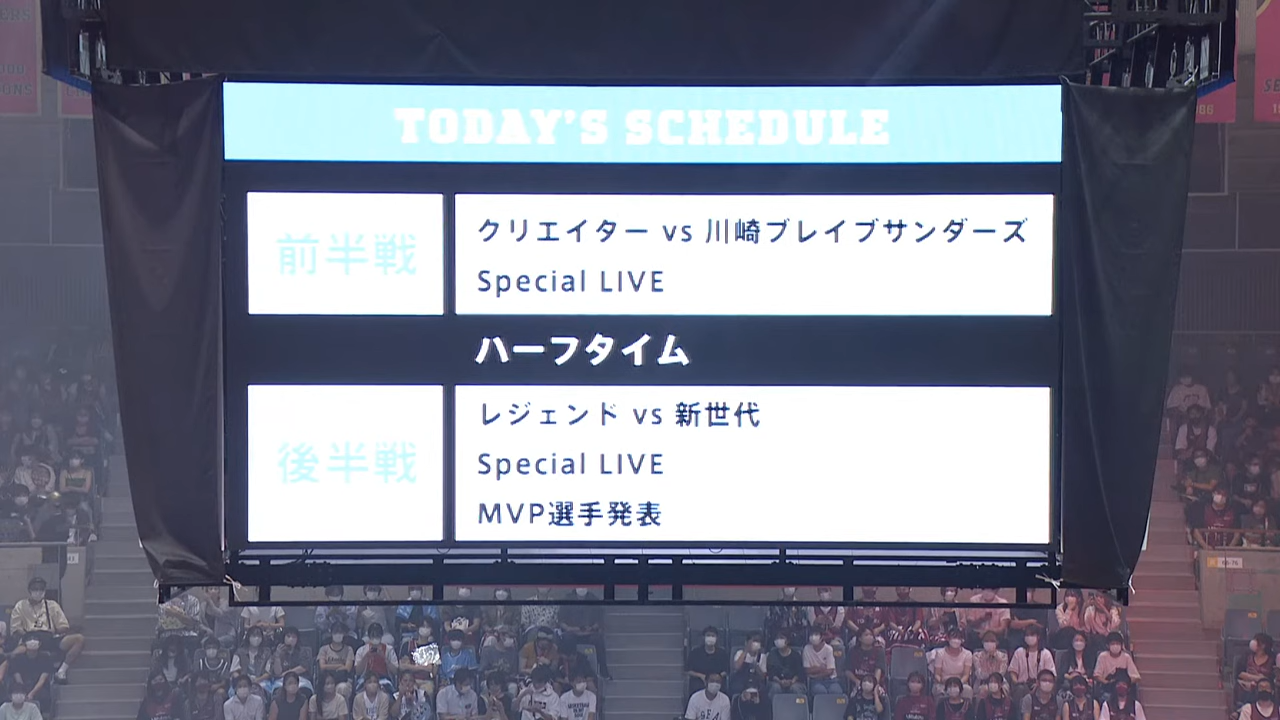 TODAY'S SCHEDULE
前半戦
クリエイター vs 川崎ブレイブサンダーズ
Special LIVE
ハーフタイム
後半戦
レジェンド vs 新世代
Special LIVE
MVP選手発表